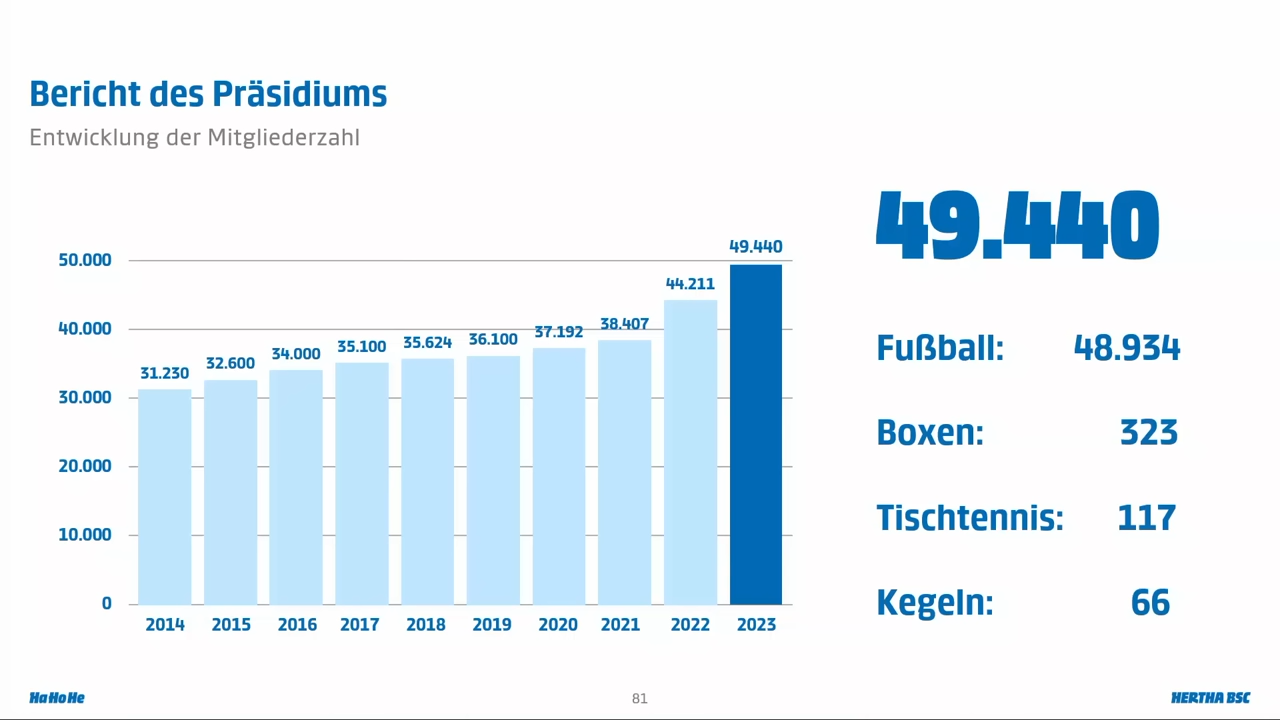 Bericht des Präsidiums
Entwicklung der Mitgliederzahl
49.440
50.000
40.000
30.000
20.000
10.000
0
31.230
32.600
34.000
35.100
35.624
36.100
37.192
38.407
44.211
49.440
2014 2015 2016 2017 2018 2019 2020 2021 2022 2023
Fußball: 48.934
Boxen: 323
Tischtennis: 117
Kegeln: 66
HaHoHe
81
HERTHA BSC